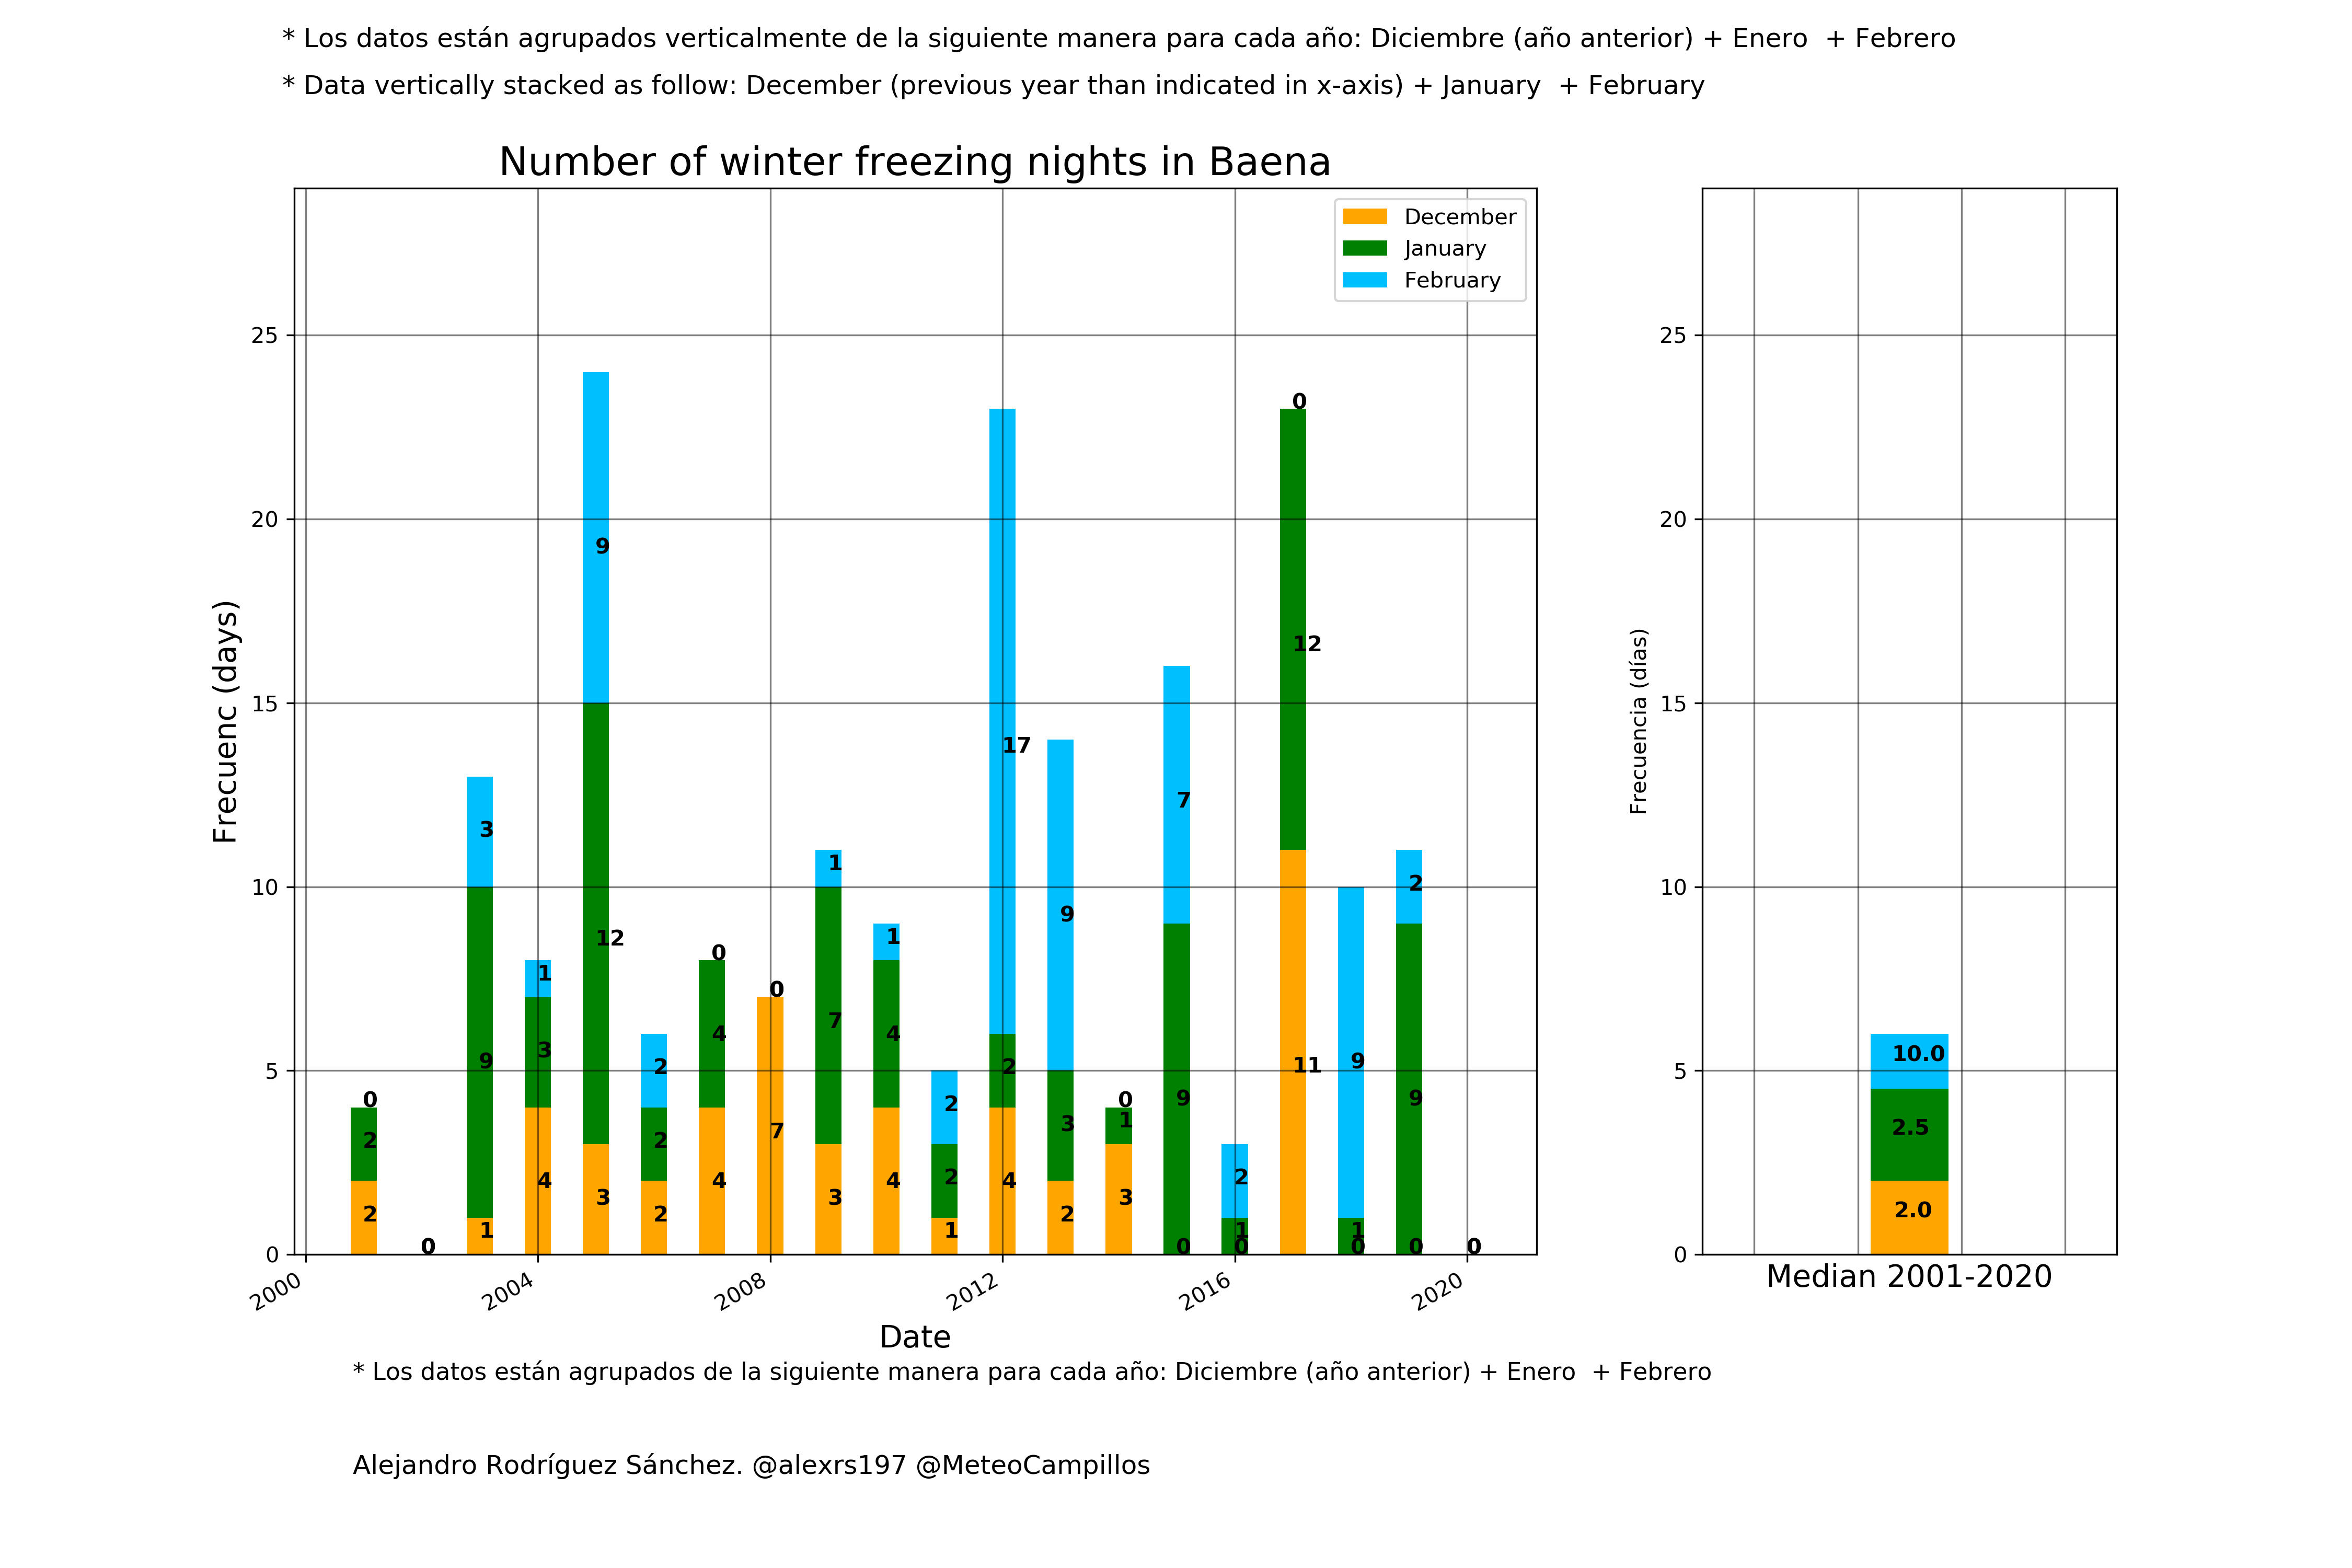 * Los datos están agrupados verticalmente de la siguiente manera para cada año: Diciembre (año anterior) + Enero  + Febrero
* Data vertically stacked as follow: December (previous year than indicated in x-axis) + January  + February
Number of winter freezing nights in Baena
December
January
February
Frecuenc (days)
25
20
15
10
5
0
2 2 0
0
1 9 3
4 3 1
3 12 9
2 2 2
4 4 0
7 0
3 7 1
4 4 1
1 2 2
4 2 17
2 3 9
3 1 0
0 9 7
0 1 2
11 12 0
0 1 9
0 9 2
0
2000 2004 2008 2012 2016 2020
Date
Frecuencia (días)
25
20
15
10
5
0
10.0
2.5
2.0
Median 2001-2020
* Los datos están agrupados de la siguiente manera para cada año: Diciembre (año anterior) + Enero  + Febrero
Alejandro Rodríguez Sánchez. @alexrs197 @MeteoCampillos